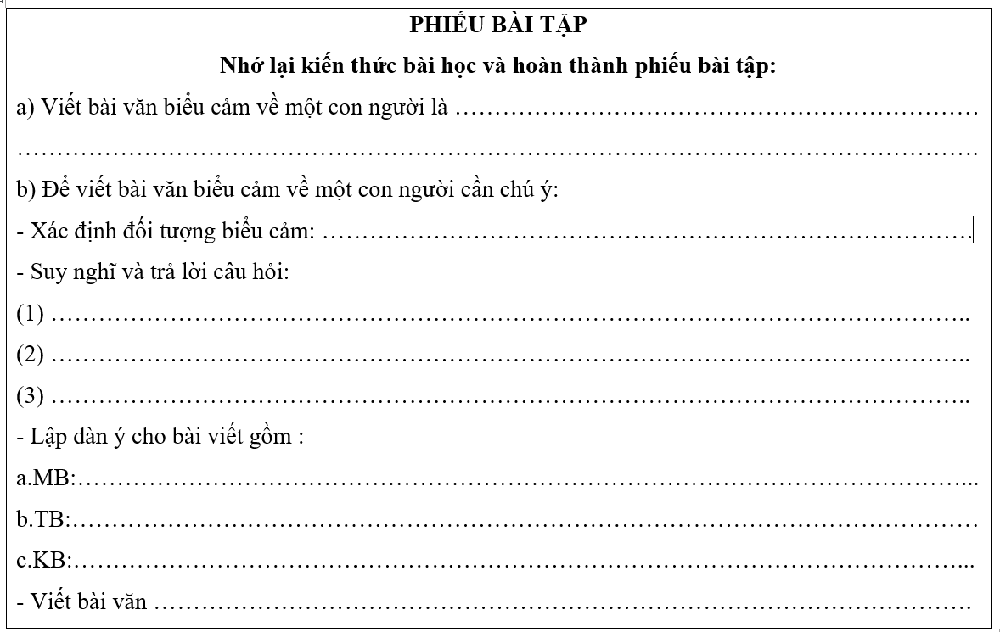 PHIẾU BÀI TẬP
Nhớ lại kiến thức bài học và hoàn thành phiếu bài tập:
a) Viết bài văn biểu cảm về một con người là ……………………………………………………………
………………………………………………………………………………………………………………
b) Để viết bài văn biểu cảm về một con người cần chú ý:
- Xác định đối tượng biểu cảm: ………………………………………………………………………….
- Suy nghĩ và trả lời câu hỏi:
(1) ………………………………………………………………………………………………………..
(2) ………………………………………………………………………………………………………..
(3) ………………………………………………………………………………………………………..
- Lập dàn ý cho bài viết gồm :
a.MB:……………………………………………………………………………………………………...
b.TB:………………………………………………………………………………………………………
c.KB:……………………………………………………………………………………………………...
- Viết bài văn …………………………………………………………………………………………….